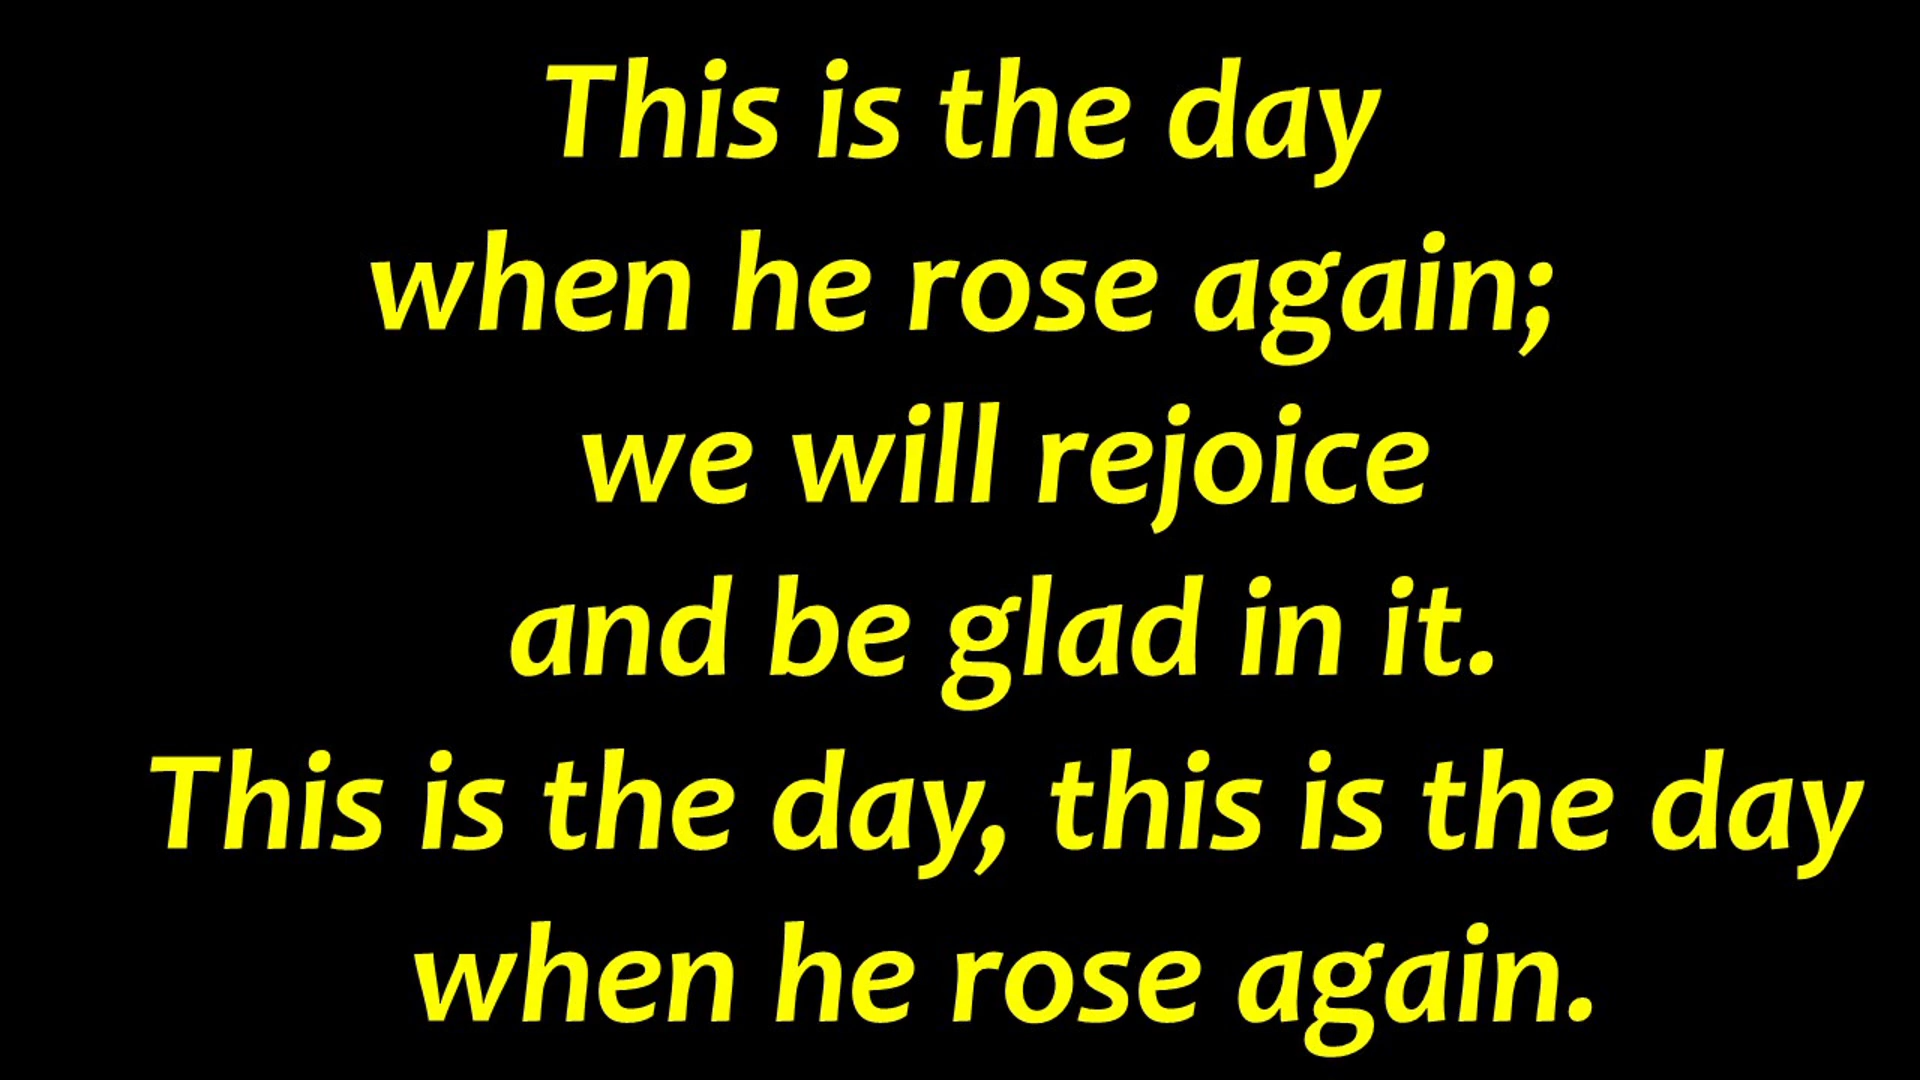 This is the day
when he rose again;
we will rejoice
and be glad in it.
This is the day, this is the day
when he rose again.